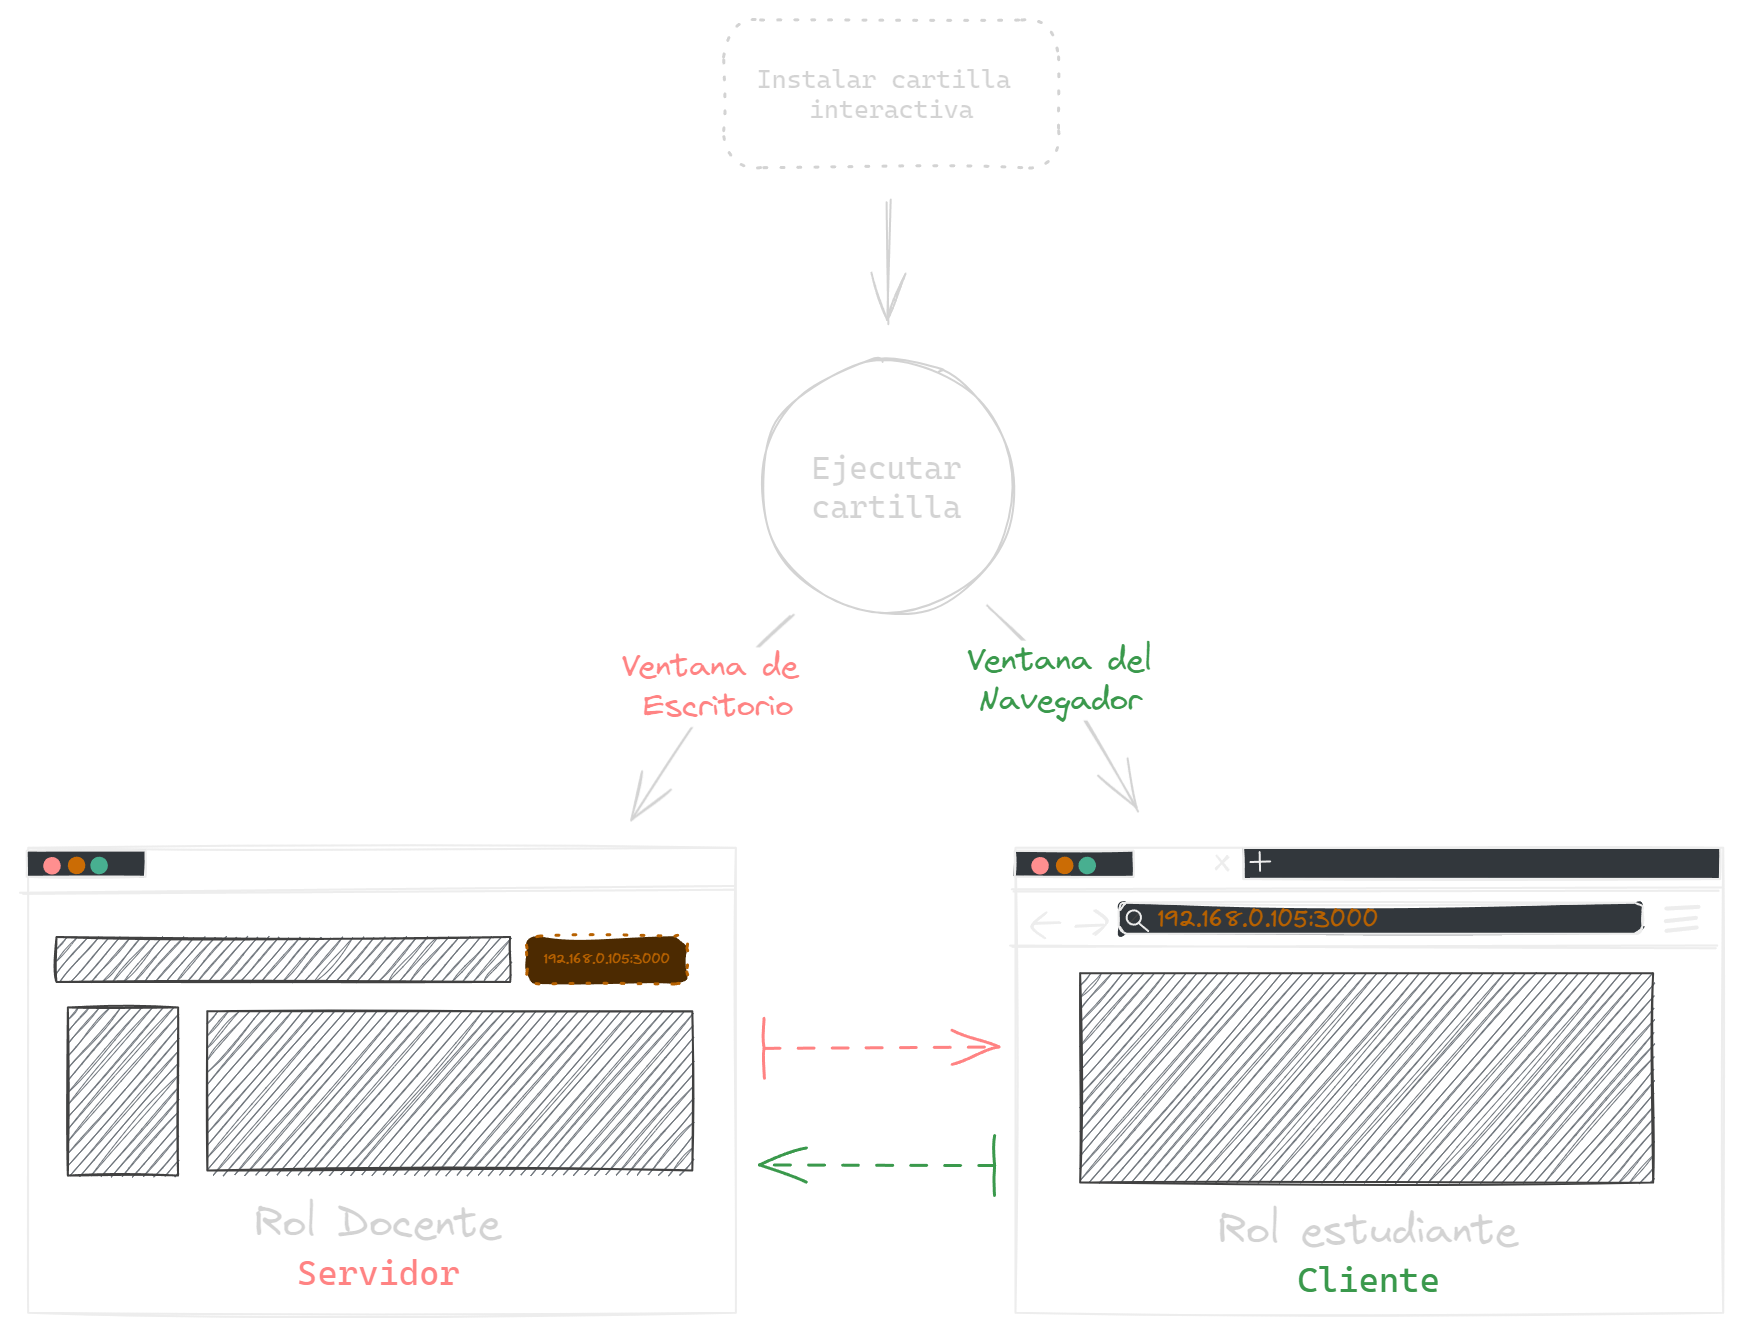 Instalar cartilla
interactiva
Ejecutar
cartilla
Ventana de
Escritorio
Ventana del
Navegador
192.168.0.105:3000
192.168.0.105:3000
Rol Docente
Servidor
Rol estudiante
Cliente